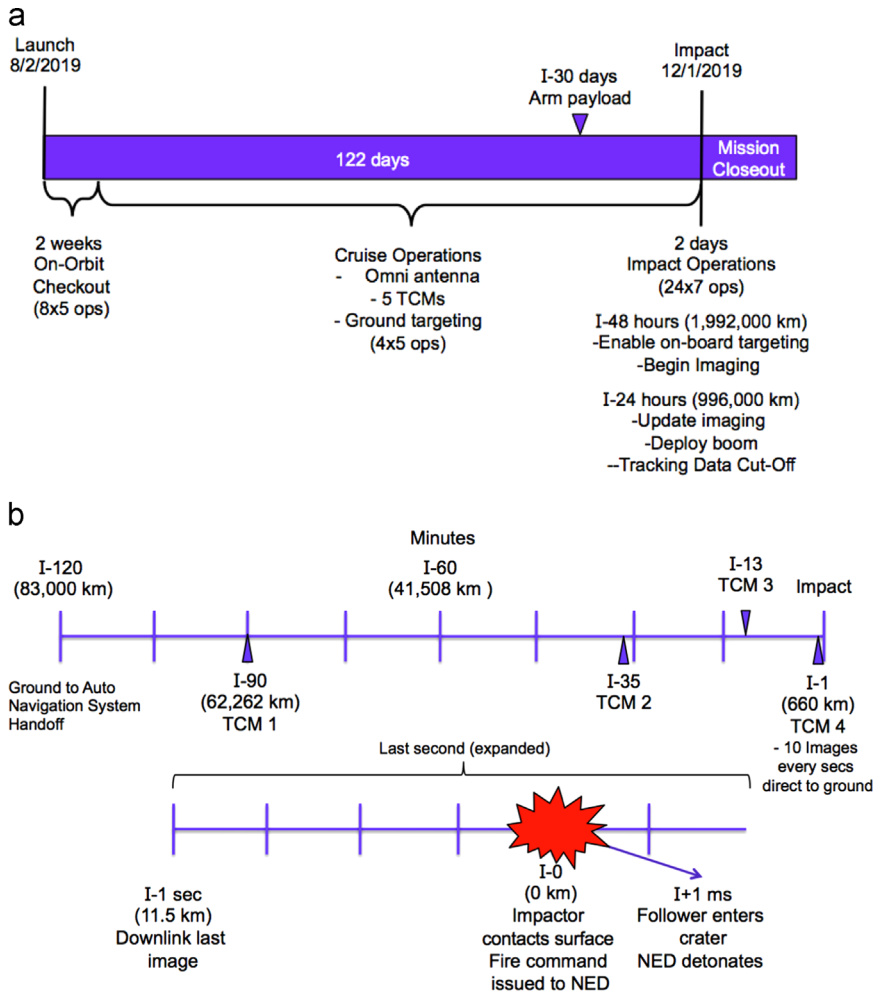 a
Launch
8/2/2019
I-30 days
Arm payload
Impact
12/1/2019
122 days
Mission
Closeout
2 weeks
On-Orbit
Checkout
(8x5 ops)
Cruise Operations
- Omni antenna
- 5 TCMs
- Ground targeting
(4x5 ops)
2 days
Impact Operations
(24x7 ops)
I-48 hours (1,992,000 km)
-Enable on-board targeting
-Begin Imaging
I-24 hours (996,000 km)
-Update imaging
-Deploy boom
--Tracking Data Cut-Off
b
Minutes
I-120
(83,000 km)
I-60
(41,508 km )
I-13
TCM 3
Impact
Ground to Auto
Navigation System
Handoff
I-90
(62,262 km)
TCM 1
I-35
TCM 2
I-1
(660 km)
TCM 4
- 10 Images
every secs
direct to ground
Last second (expanded)
I-1 sec
(11.5 km)
Downlink last
image
I-0
(0 km)
Impactor
contacts surface
Fire command
issued to NED
I+1 ms
Follower enters
crater
NED detonates